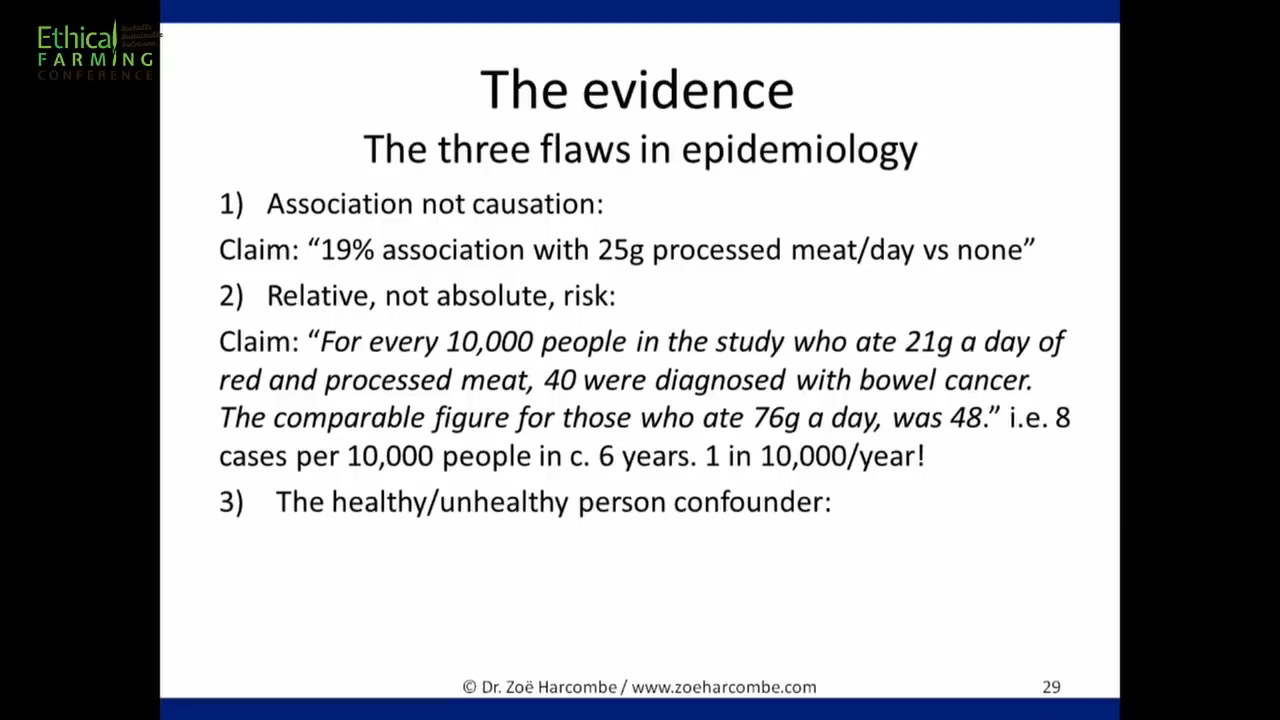 Ethical
Scalable
Sustainable
Solutions
FARMING
CONFERENCE
The evidence
The three flaws in epidemiology
1) Association not causation:
Claim: “19% association with 25g processed meat/day vs none”
2) Relative, not absolute, risk:
Claim: “For every 10,000 people in the study who ate 21g a day of
red and processed meat, 40 were diagnosed with bowel cancer.
The comparable figure for those who ate 76g a day, was 48.” i.e. 8
cases per 10,000 people in c. 6 years. 1 in 10,000/year!
3) The healthy/unhealthy person confounder:
© Dr. Zoë Harcombe / www.zoeharcombe.com
29